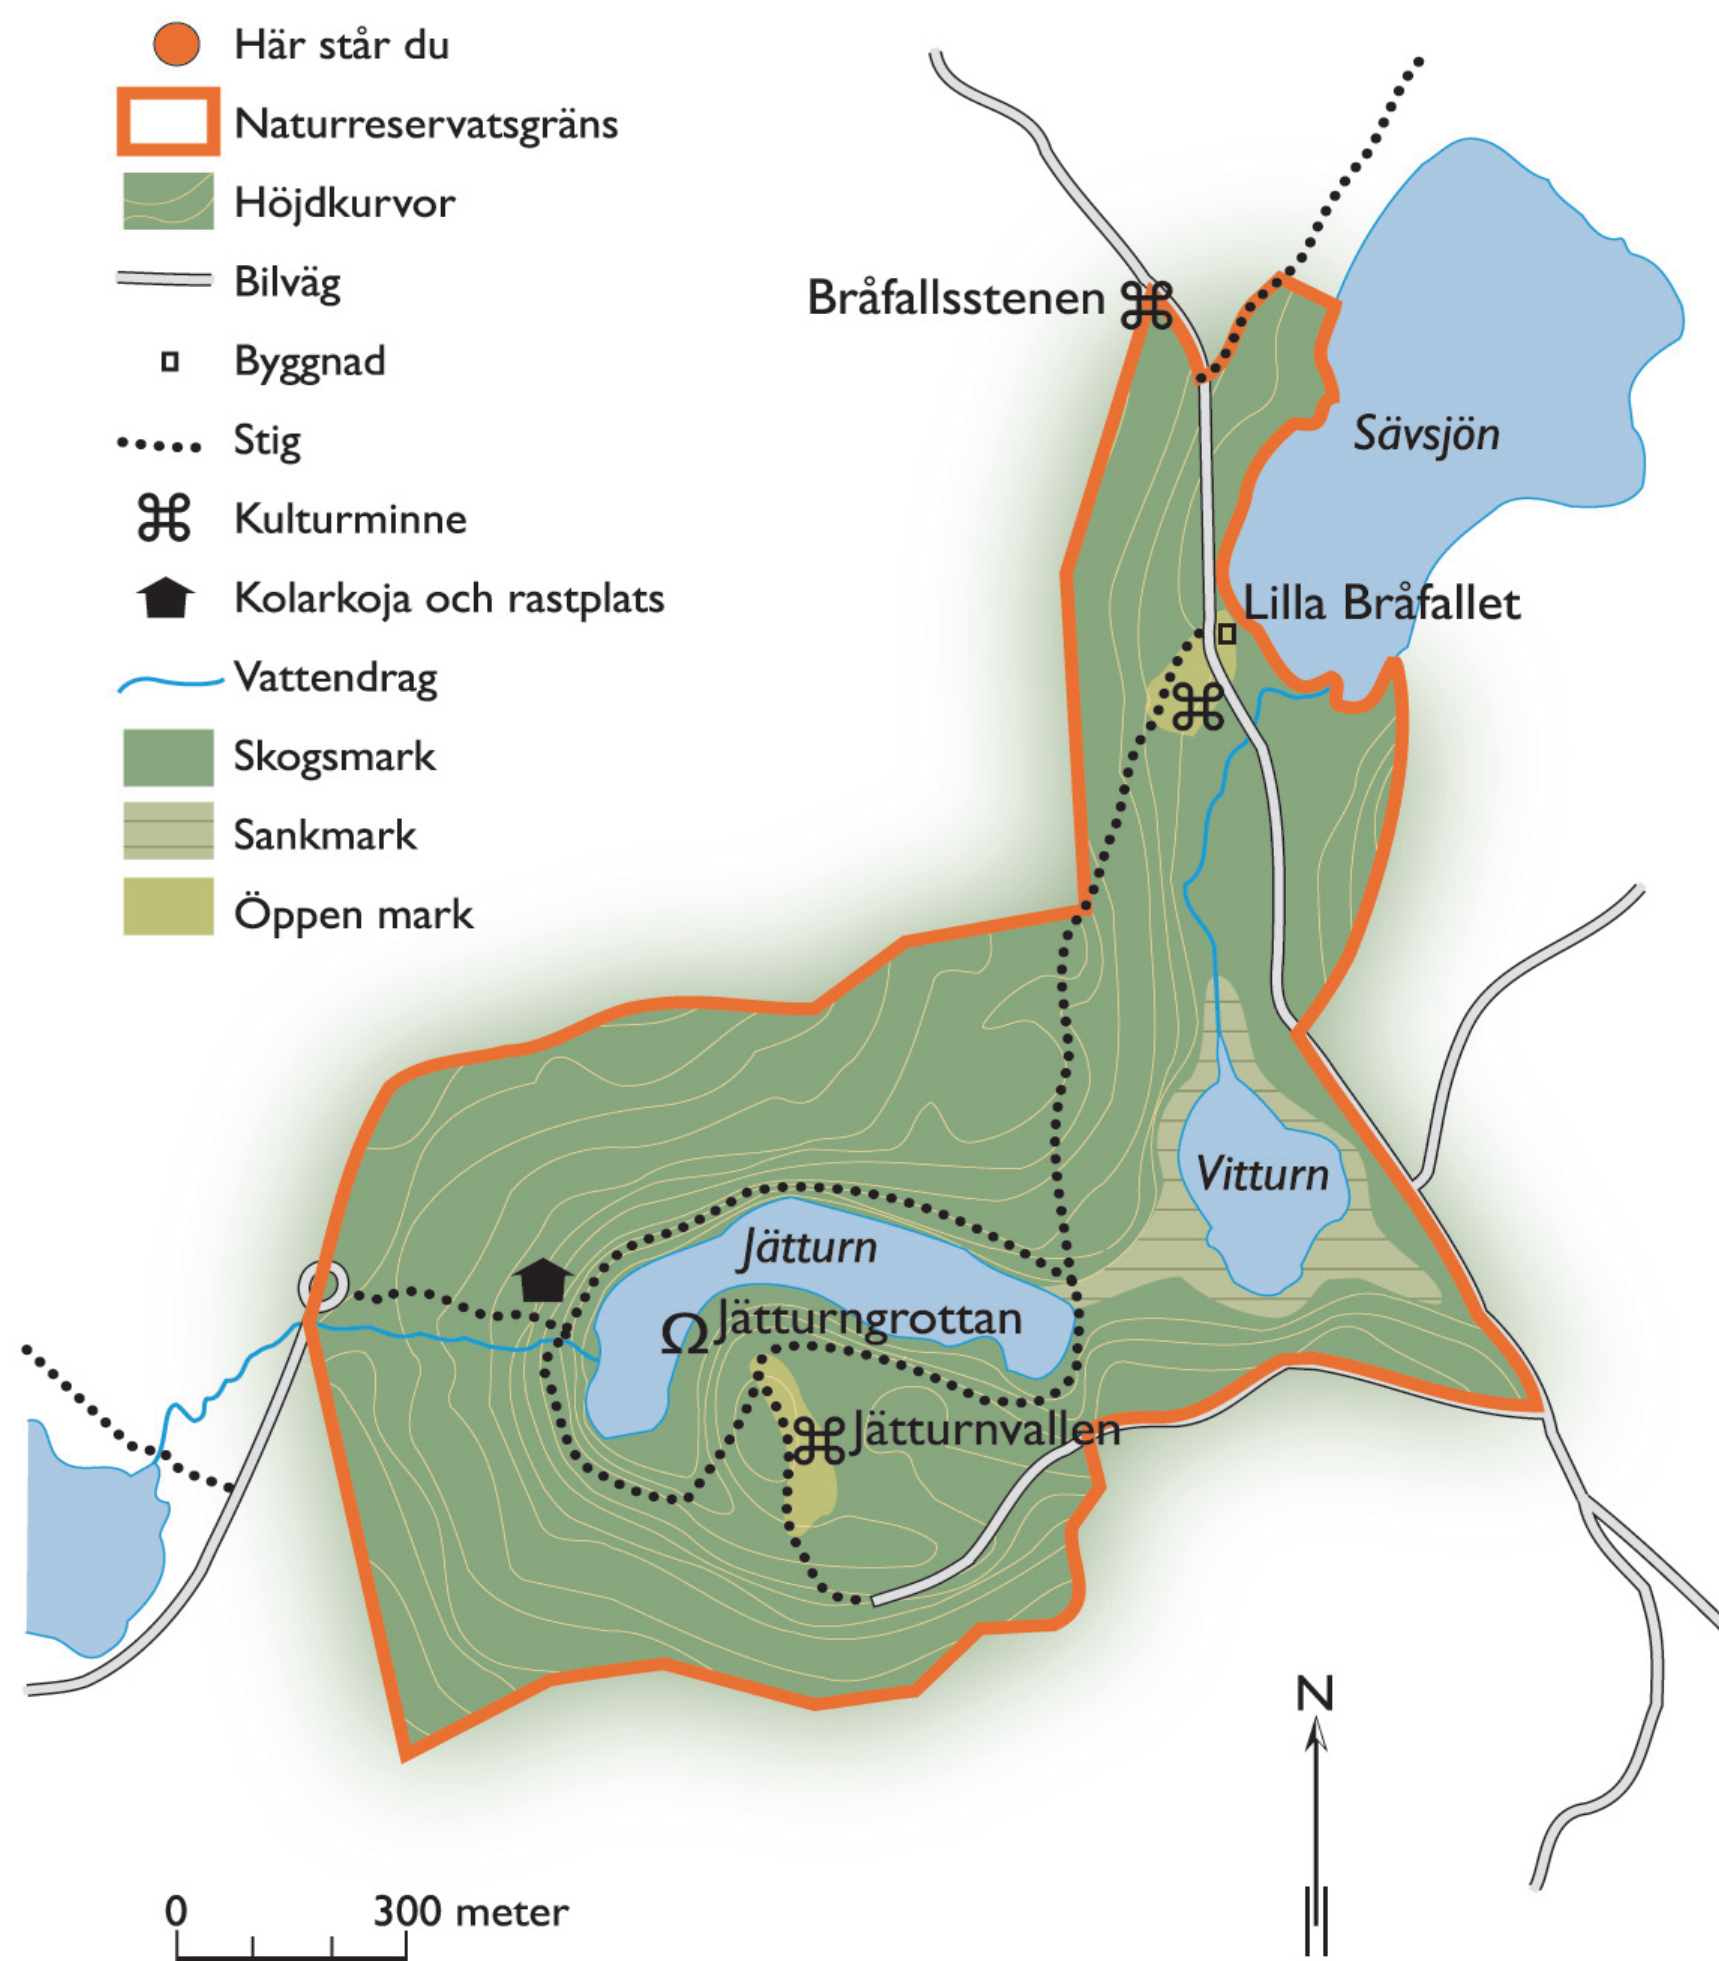 Här står du
Naturreservatsgräns
Höjdkurvor
Bilväg
Byggnad
Stig
Kulturminne
Kolarkoja och rastplats
Vattendrag
Skogsmark
Sankmark
Öppen mark
Bråfallsstenen
Sävsjön
Lilla Bråfallet
Vitturn
Jätturn
Jätturngrottan
Jätturnvallen
N
0 300 meter